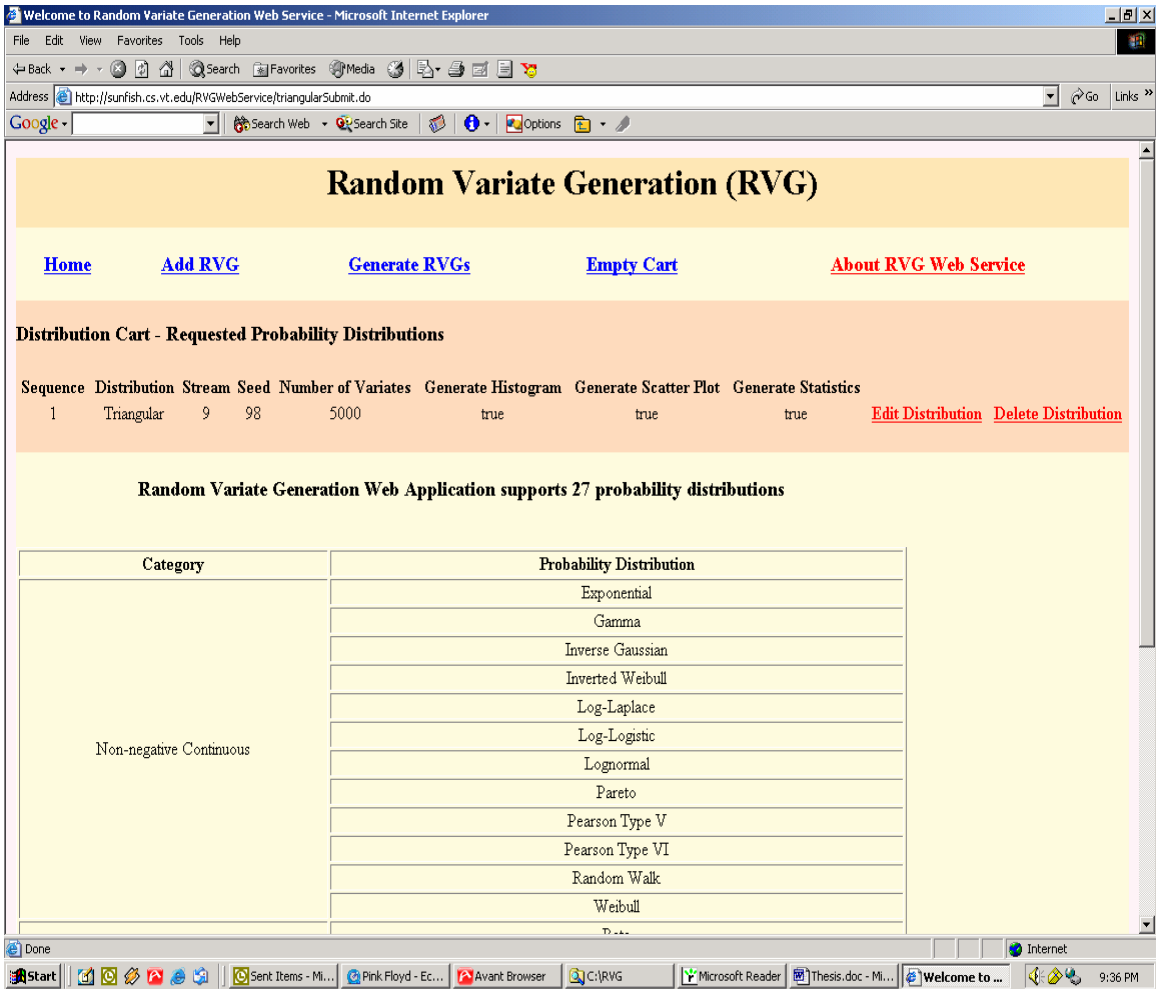 Welcome to Random Variate Generation Web Service - Microsoft Internet Explorer
File Edit View Favorites Tools Help
Back Search Favorites Media
Address http://sunfish.cs.vt.edu/RVGWebService/triangularSubmit.do Go Links »
Google Search Web Search Site Options
Random Variate Generation (RVG)
Home Add RVG Generate RVGs Empty Cart About RVG Web Service
Distribution Cart - Requested Probability Distributions
Sequence Distribution Stream Seed Number of Variates Generate Histogram Generate Scatter Plot Generate Statistics
1 Triangular 9 98 5000 true true true Edit Distribution Delete Distribution
Random Variate Generation Web Application supports 27 probability distributions
Category Probability Distribution
Exponential
Gamma
Inverse Gaussian
Inverted Weibull
Log-Laplace
Log-Logistic
Non-negative Continuous
Lognormal
Pareto
Pearson Type V
Pearson Type VI
Random Walk
Weibull
Done Internet
Start Sent Items - Mi... Pink Floyd - Ec... Avant Browser C:\RVG Microsoft Reader Thesis.doc - Mi... Welcome to ... 9:36 PM